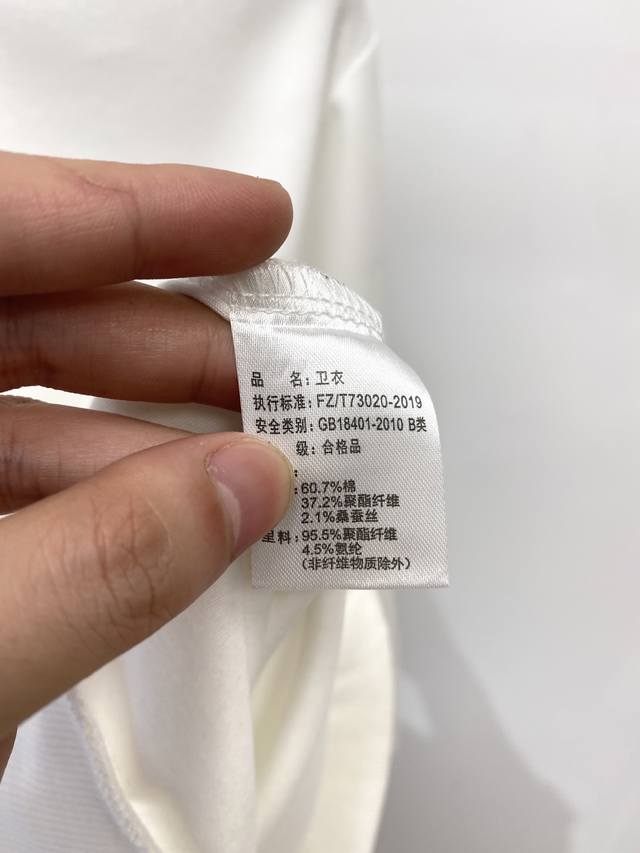 品 名:卫衣
执行标准:FZ/T73020-2019
安全类别:GB18401-2010 B类
级:合格品
:
:60.7%棉
37.2%聚酯纤维
2.1%桑蚕丝
里料:95.5%聚酯纤维
4.5%氨纶
(非纤维物质除外)